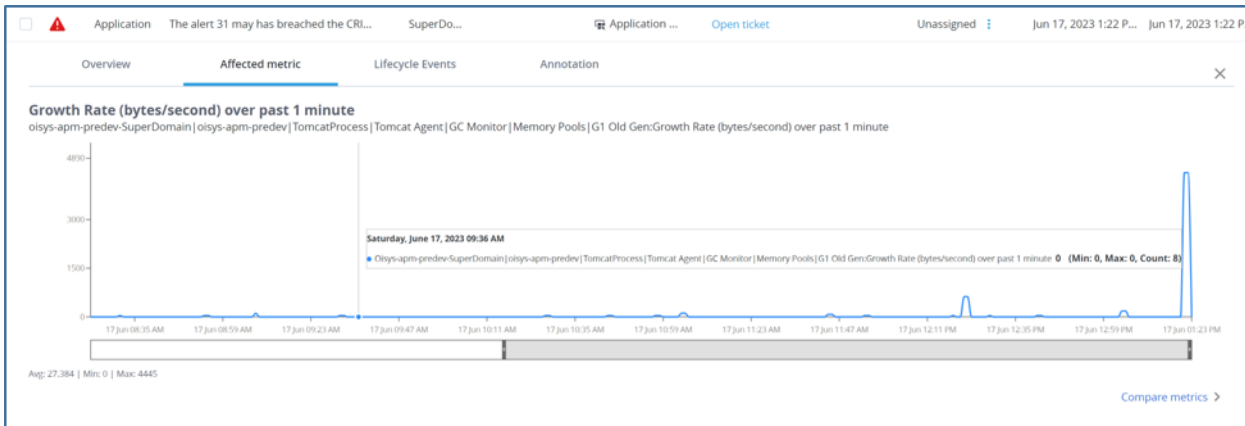 Application The alert 31 may has breached the CRI... SuperDo... Application ... Open ticket Unassigned Jun 17, 2023 1:22 P... Jun 17, 2023 1:22 P
Overview Affected metric Lifecycle Events Annotation
Growth Rate (bytes/second) over past 1 minute
oisys-apm-predev-SuperDomain|oisys-apm-predev|TomcatProcess|Tomcat Agent|GC Monitor|Memory Pools|G1 Old Gen:Growth Rate (bytes/second) over past 1 minute
4890
3000
Saturday, June 17, 2023 09:36 AM
Oisys-apm-predev-SuperDomain|oisys-apm-predev|TomcatProcess|Tomcat Agent|GC Monitor|Memory Pools|G1 Old Gen:Growth Rate (bytes/second) over past 1 minute 0 (Min: 0, Max: 0, Count: 8)
1500
0
17 Jun 08:35 AM 17 Jun 08:59 AM 17 Jun 09:23 AM 17 Jun 09:47 AM 17 Jun 10:11 AM 17 Jun 10:35 AM 17 Jun 10:59 AM 17 Jun 11:23 AM 17 Jun 11:47 AM 17 Jun 12:11 PM 17 Jun 12:35 PM 17 Jun 12:59 PM 17 Jun 01:23 PM
Avg: 27.384 | Min: 0 | Max: 4445
Compare metrics